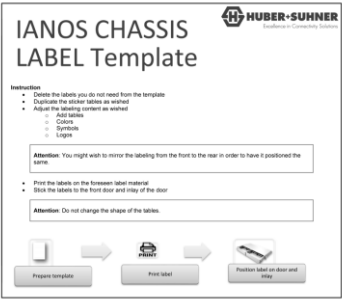 IANOS CHASSIS
LABEL Template
HUBER+SUHNER
Excellence in Connectivity Solutions
Instruction
• Delete the labels you do not need from the template
• Duplicate the sticker tables as wished
• Adjust the labeling content as wished
o Add tables
o Colors
o Symbols
o Logos
Attention: You might wish to mirror the labeling from the front to the rear in order to have it positioned the
same.
• Print the labels on the foreseen label material
• Stick the labels to the front door and inlay of the door
Attention: Do not change the shape of the tables.
PRINT
Prepare template
Print label
Position label on door and
inlay